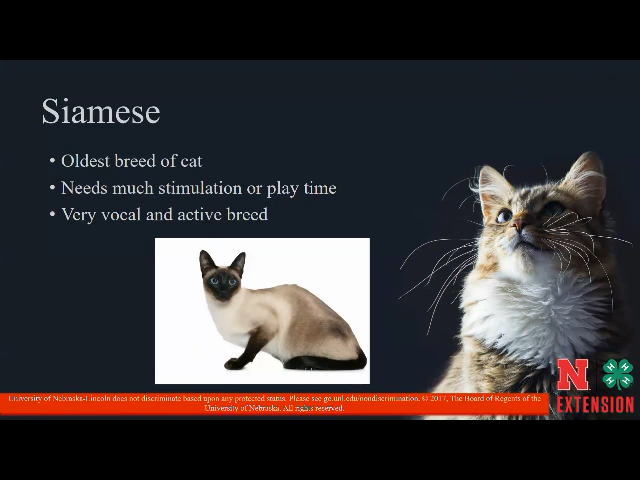 Siamese
• Oldest breed of cat
• Needs much stimulation or play time
• Very vocal and active breed
N
H H H H
EXTENSION
University of Nebraska-Lincoln does not discriminate based upon any protected status. Please see go.unl.edu/nondiscrimination. © 2017, The Board of Regents of the
University of Nebraska. All rights reserved.